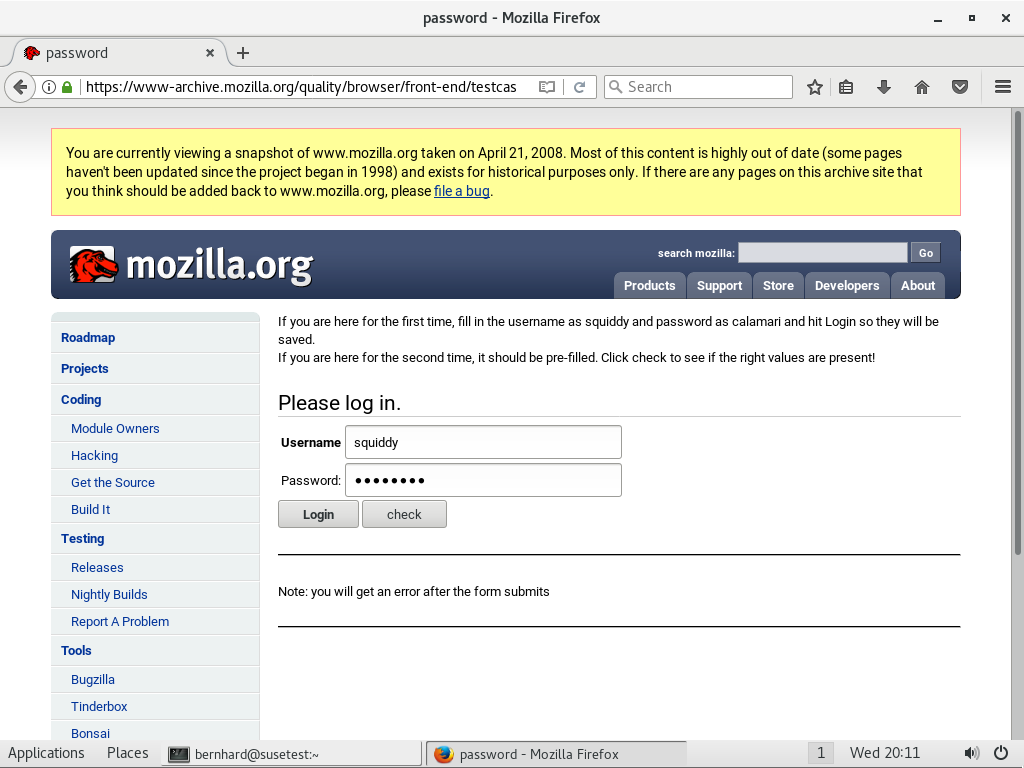 password - Mozilla Firefox
password
https://www-archive.mozilla.org/quality/browser/front-end/testcas
Search
You are currently viewing a snapshot of www.mozilla.org taken on April 21, 2008. Most of this content is highly out of date (some pages
haven't been updated since the project began in 1998) and exists for historical purposes only. If there are any pages on this archive site that
you think should be added back to www.mozilla.org, please file a bug.
mozilla.org
search mozilla:
Go
Products
Support
Store
Developers
About
Roadmap
Projects
Coding
Module Owners
Hacking
Get the Source
Build It
Testing
Releases
Nightly Builds
Report A Problem
Tools
Bugzilla
Tinderbox
Bonsai
If you are here for the first time, fill in the username as squiddy and password as calamari and hit Login so they will be
saved.
If you are here for the second time, it should be pre-filled. Click check to see if the right values are present!
Please log in.
Username squiddy
Password: ●●●●●●●●
Login check
Note: you will get an error after the form submits
Applications Places bernhard@susetest:~ password - Mozilla Firefox 1 Wed 20:11